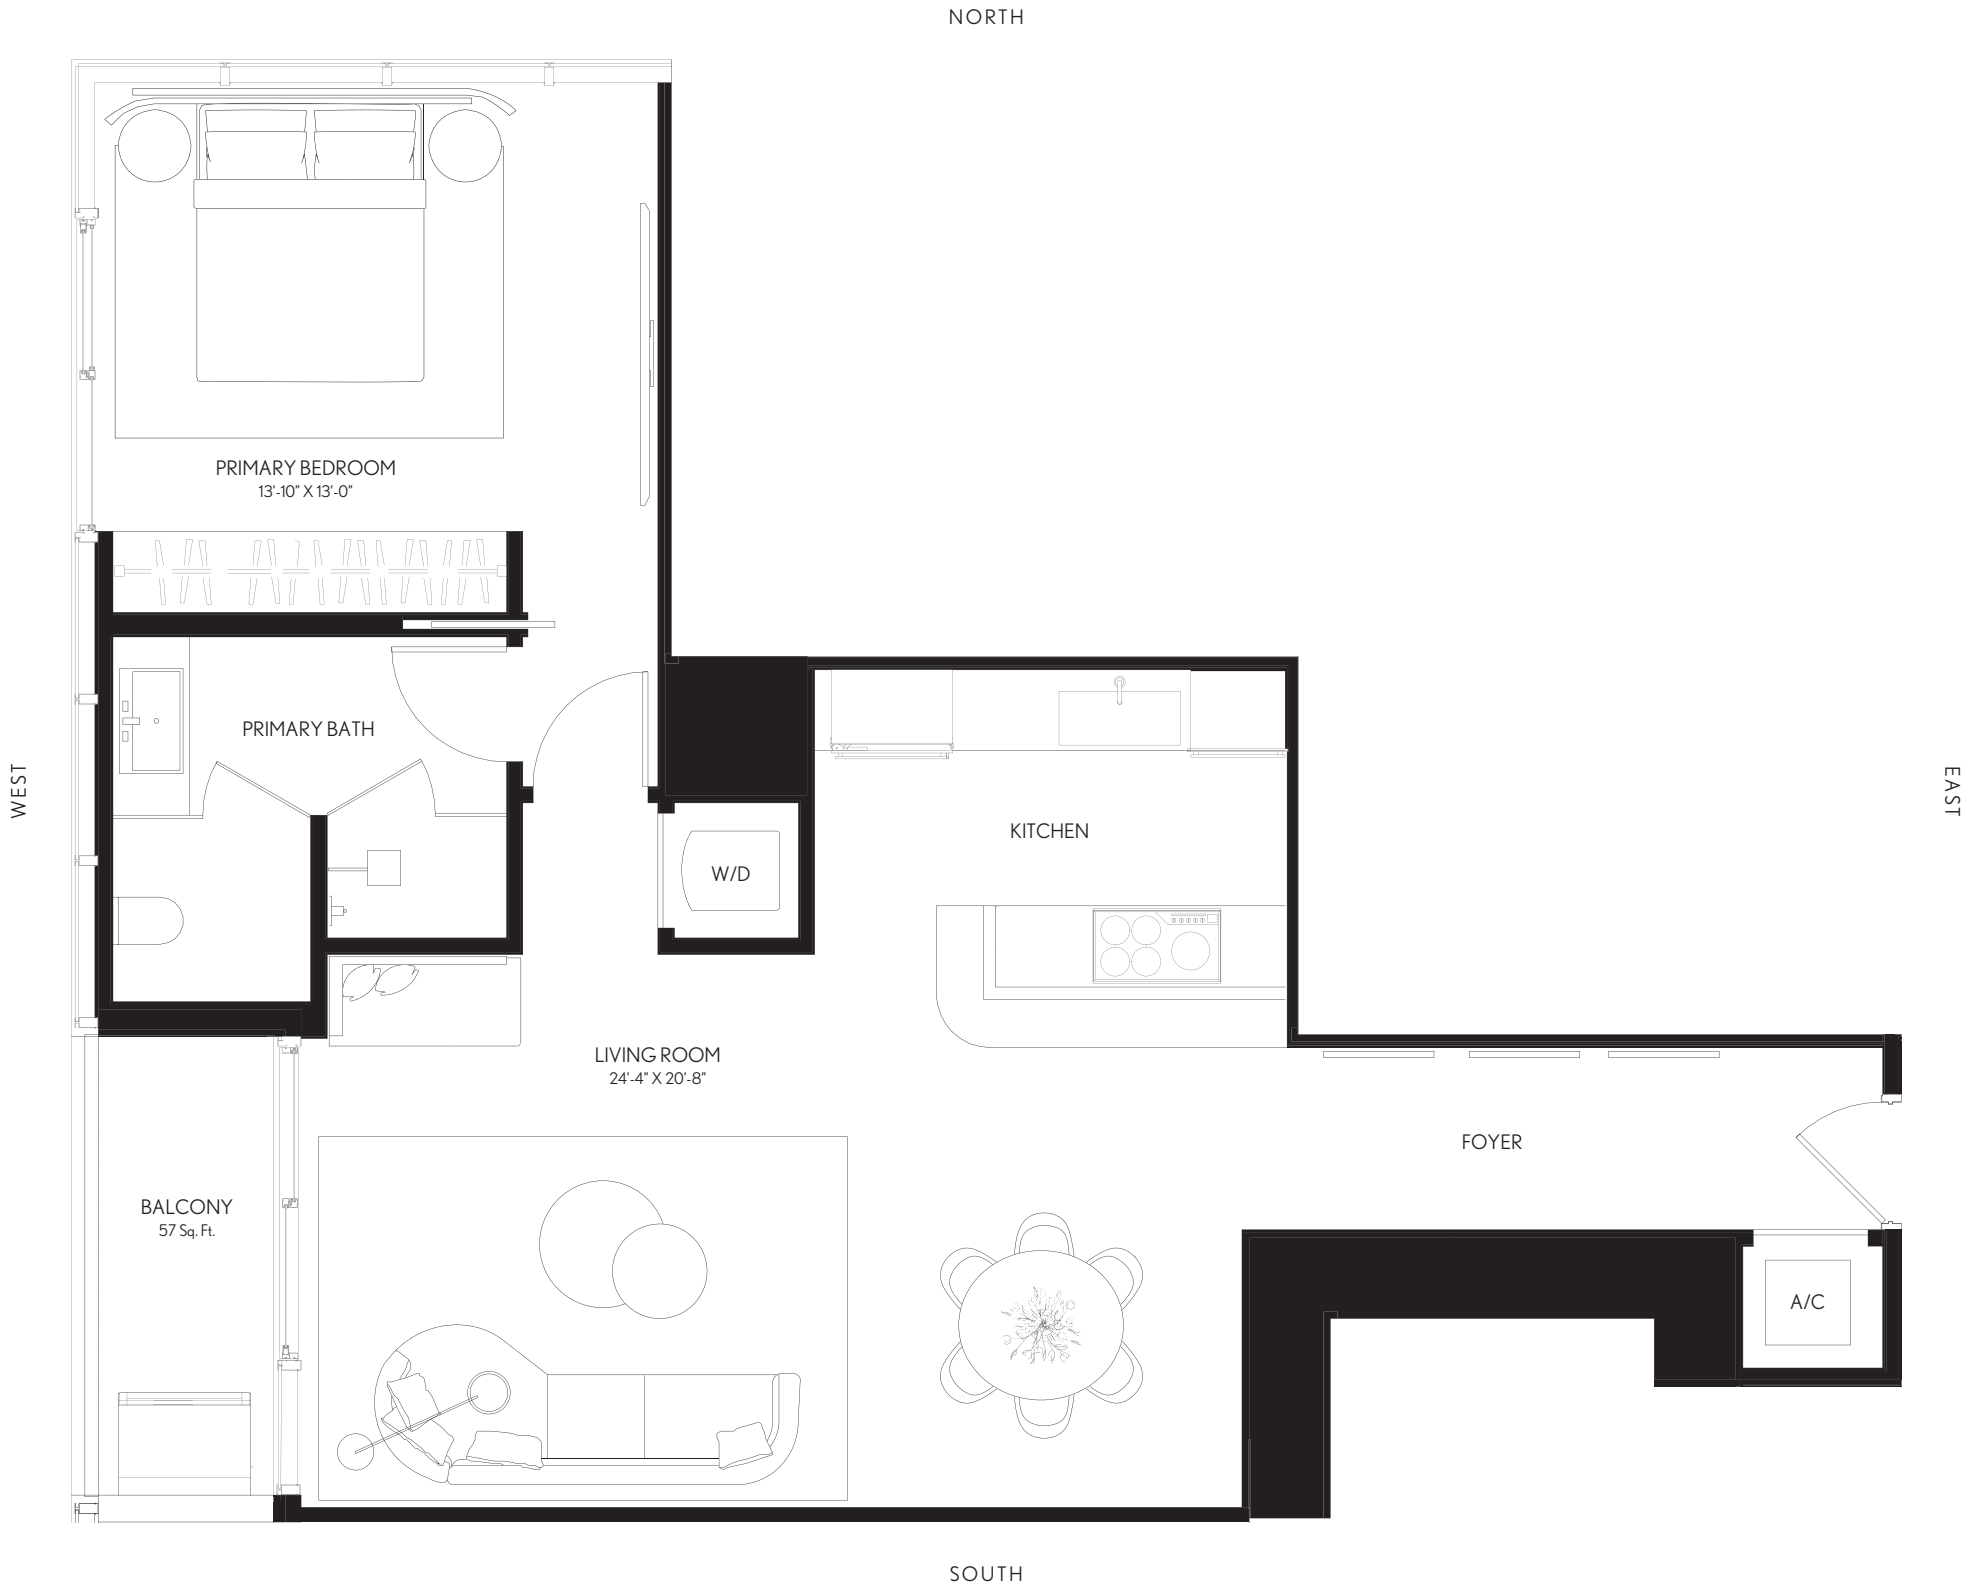 NORTH
PRIMARY BEDROOM
13'-10" X 13'-0"
PRIMARY BATH
WEST
EAST
KITCHEN
W/D
LIVING ROOM
24'-4" X 20'-8"
FOYER
BALCONY
57 Sq. Ft.
A/C
SOUTH